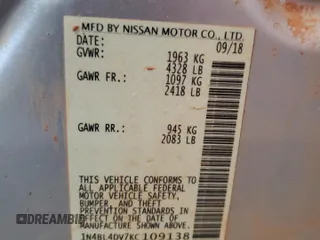 MFD BY NISSAN MOTOR CO., LTD.
DATE: 09/18
GVWR: 1963 KG
4328 LB
GAWR FR.: 1097 KG
2418 LB
GAWR RR.: 945 KG
2083 LB
THIS VEHICLE CONFORMS TO
ALL APPLICABLE FEDERAL
MOTOR VEHICLE SAFETY, BUMPER
AND THEFT PREVENTION STANDARDS
IN EFFECT ON THE DATE
OF MANUFACTURE SHOWN ABOVE.
1N4BL4DV7KC109138
DREAMBID